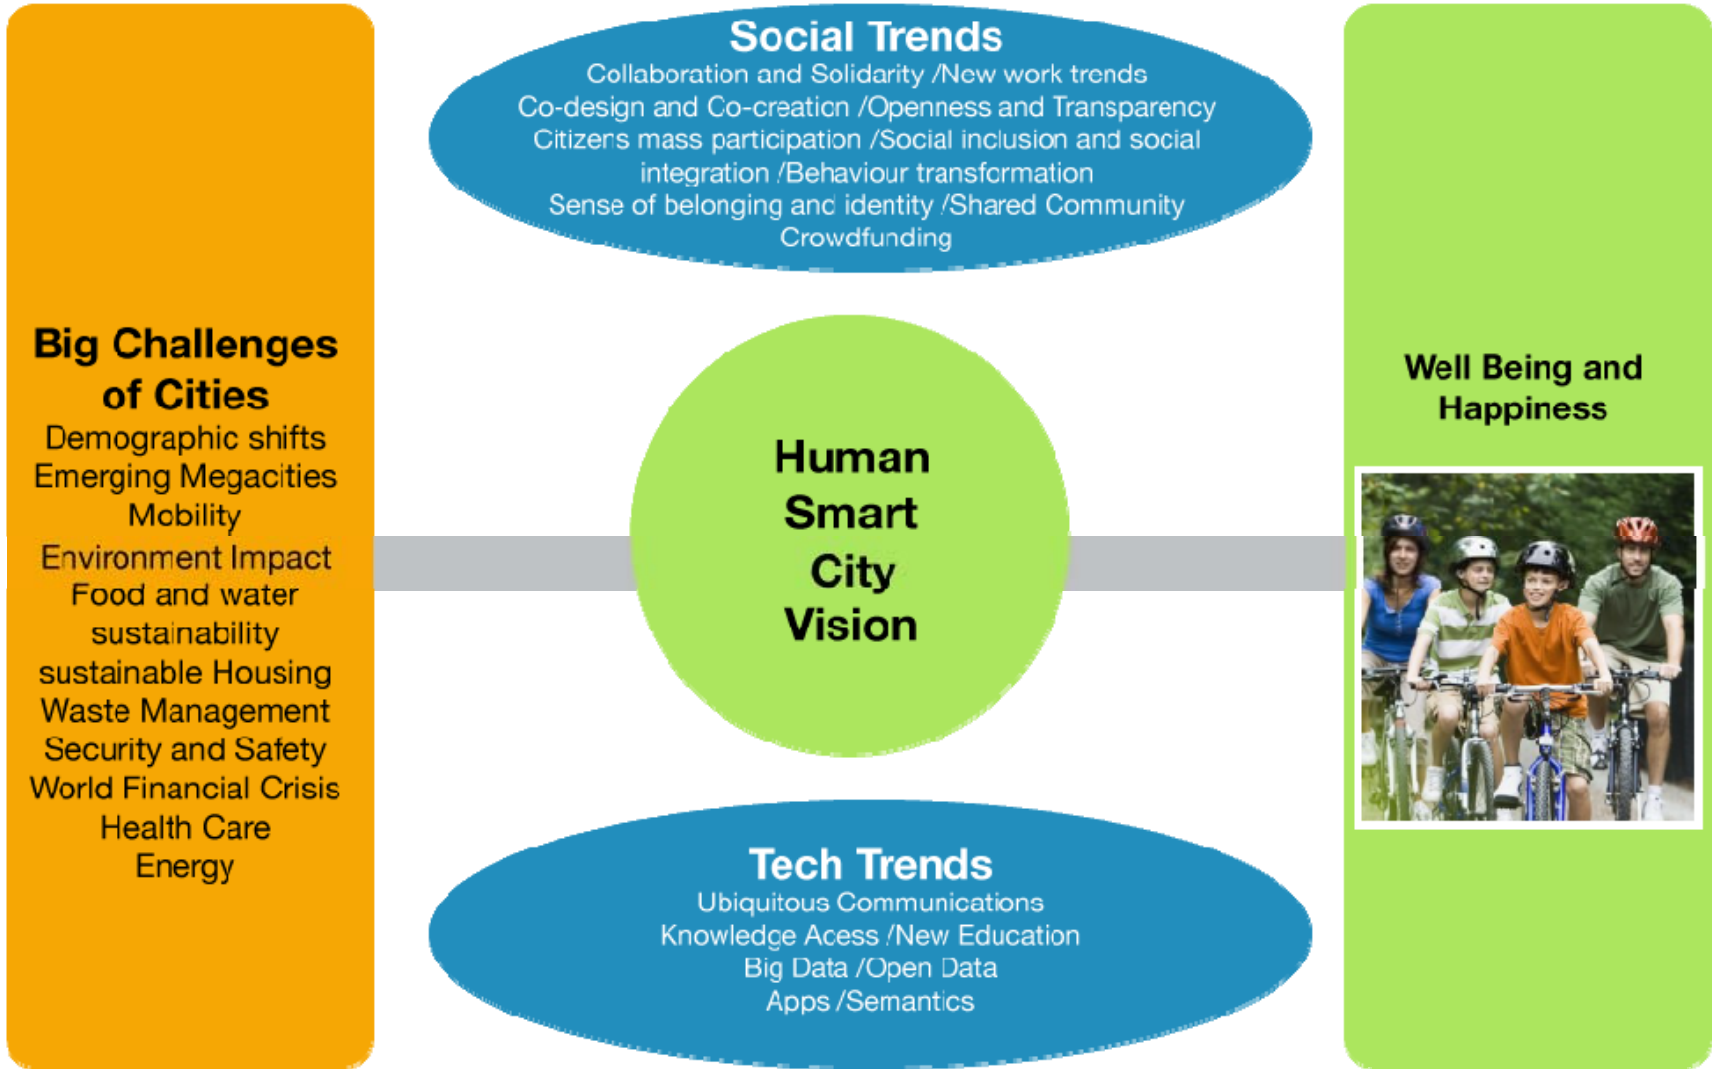 Social Trends
Collaboration and Solidarity /New work trends
Co-design and Co-creation /Openness and Transparency
Citizens mass participation /Social inclusion and social
integration /Behaviour transformation
Sense of belonging and identity /Shared Community
Crowdfunding
Big Challenges
of Cities
Demographic shifts
Emerging Megacities
Mobility
Environment Impact
Food and water
sustainability
sustainable Housing
Waste Management
Security and Safety
World Financial Crisis
Health Care
Energy
Human
Smart
City
Vision
Well Being and
Happiness
Tech Trends
Ubiquitous Communications
Knowledge Acess /New Education
Big Data /Open Data
Apps /Semantics